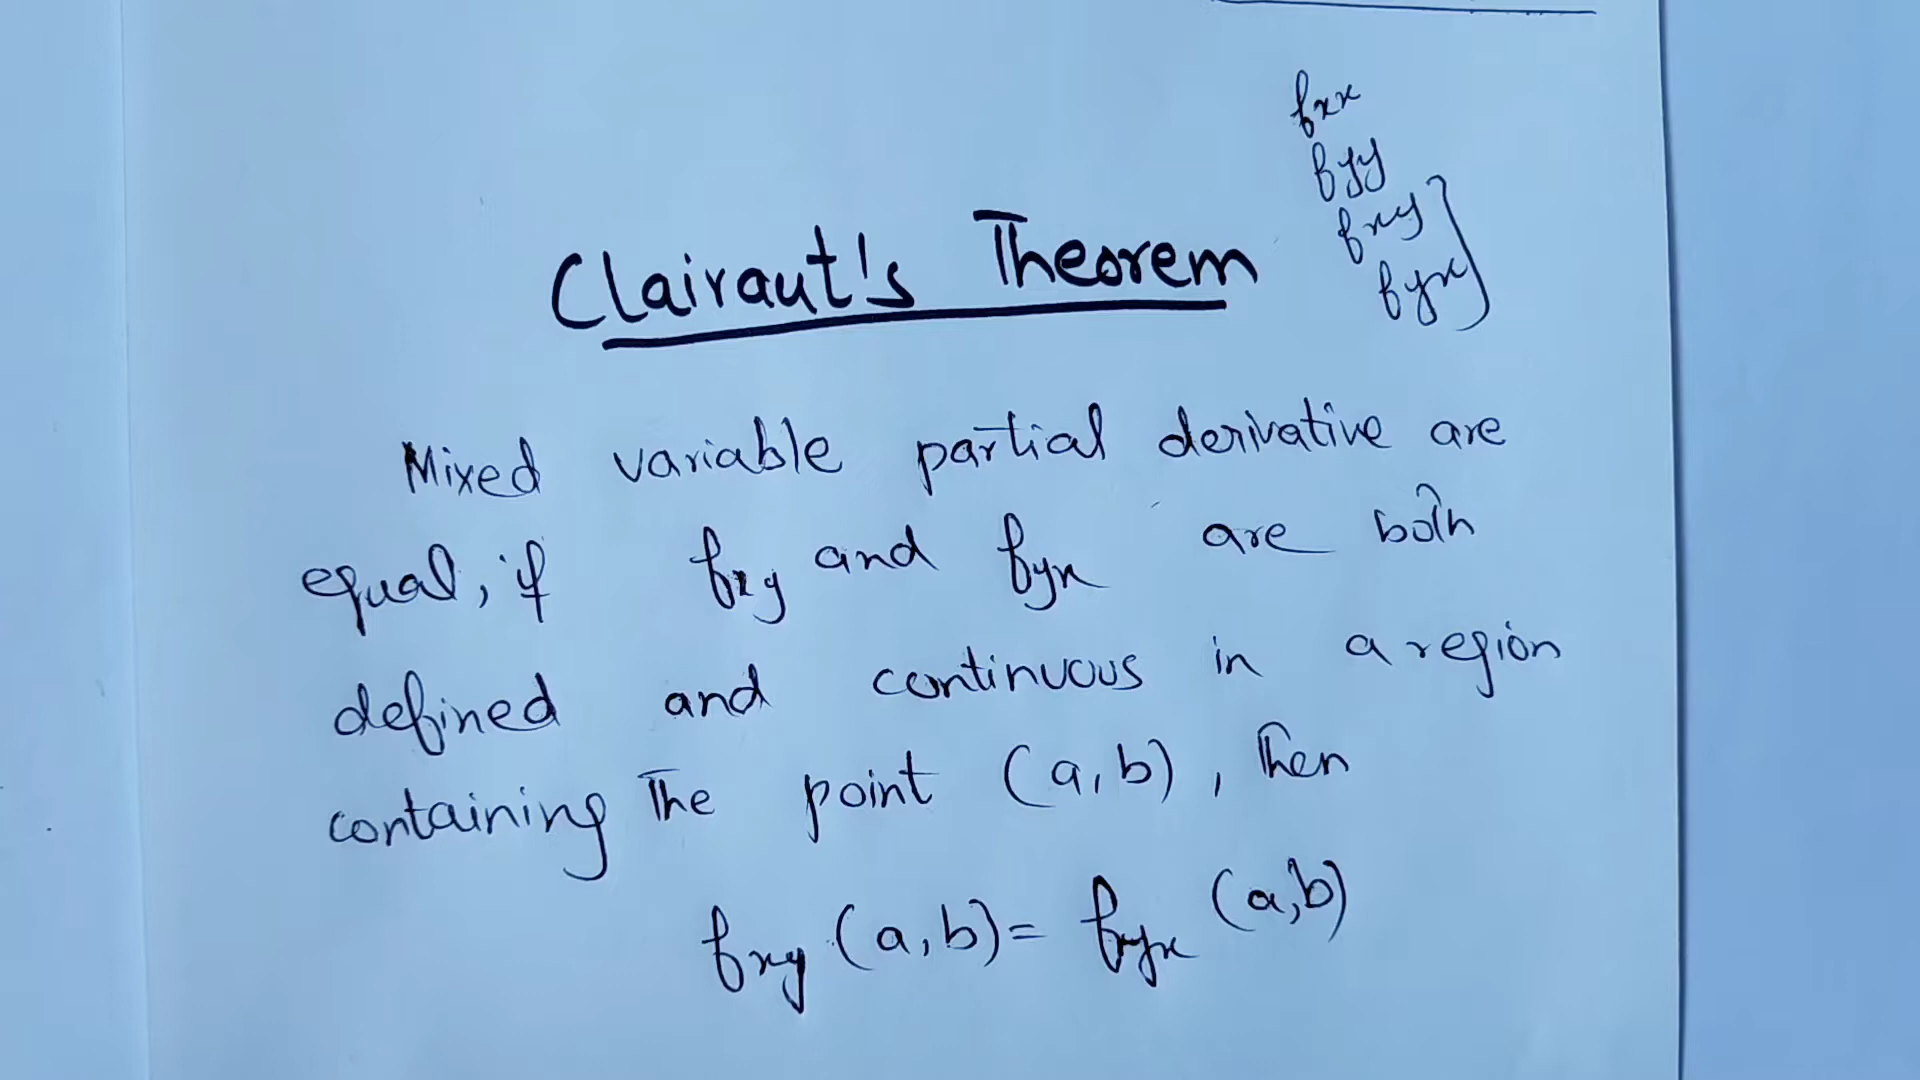 fxx
fyy
fxy
fyx
Clairaut's Theorem
Mixed variable partial derivative are
equal, if fxy and fyx are both
defined and continuous in a region
containing The point (a,b), Then
fxy (a,b) = fyx (a,b)